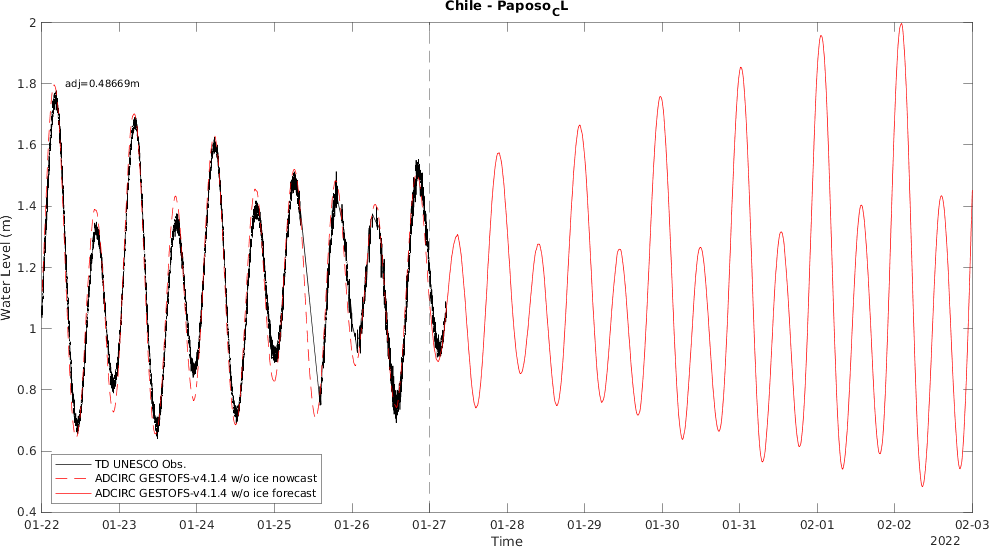 Chile - Paposo_CL
adj=0.48669m
2
1.8
1.6
1.4
1.2
1
0.8
0.6
0.4
Water Level (m)
TD UNESCO Obs.
ADCIRC GESTOFS-v4.1.4 w/o ice nowcast
ADCIRC GESTOFS-v4.1.4 w/o ice forecast
01-22 01-23 01-24 01-25 01-26 01-27 01-28 01-29 01-30 01-31 02-01 02-02 02-03
Time
2022